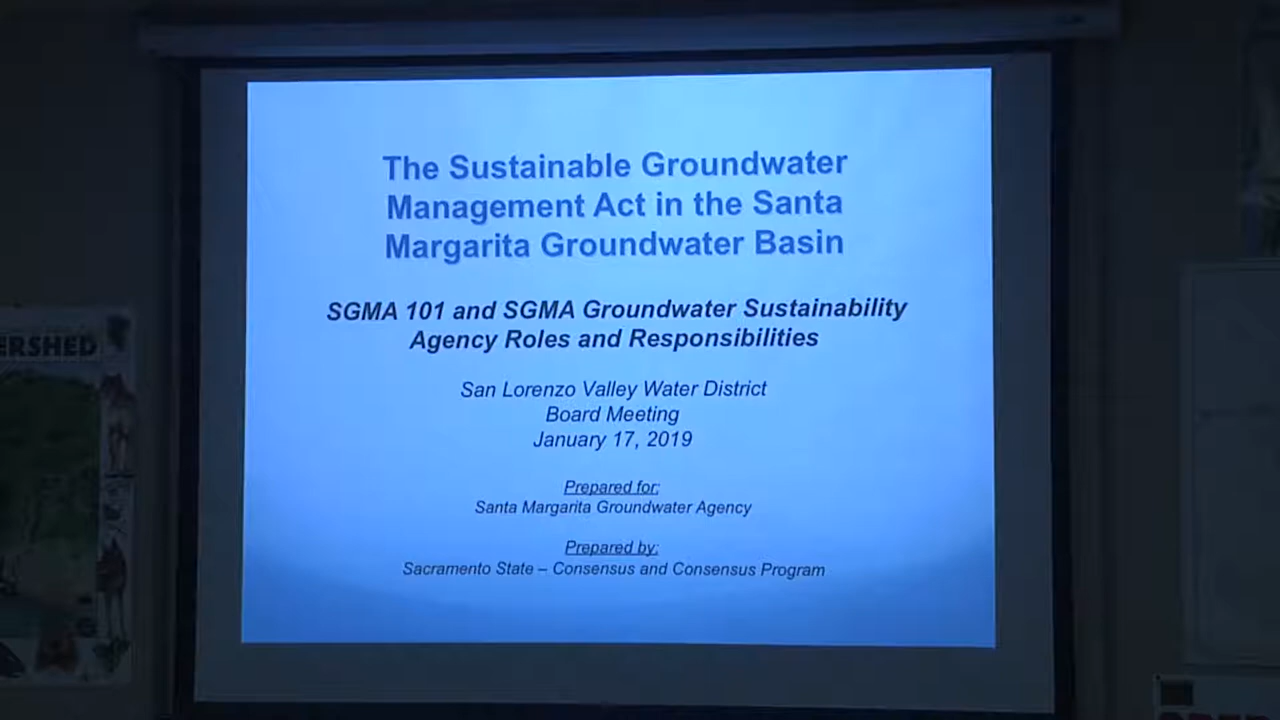 The Sustainable Groundwater
Management Act in the Santa
Margarita Groundwater Basin
SGMA 101 and SGMA Groundwater Sustainability
Agency Roles and Responsibilities
San Lorenzo Valley Water District
Board Meeting
January 17, 2019
Prepared for:
Santa Margarita Groundwater Agency
Prepared by:
Sacramento State – Consensus and Consensus Program
ERSHED